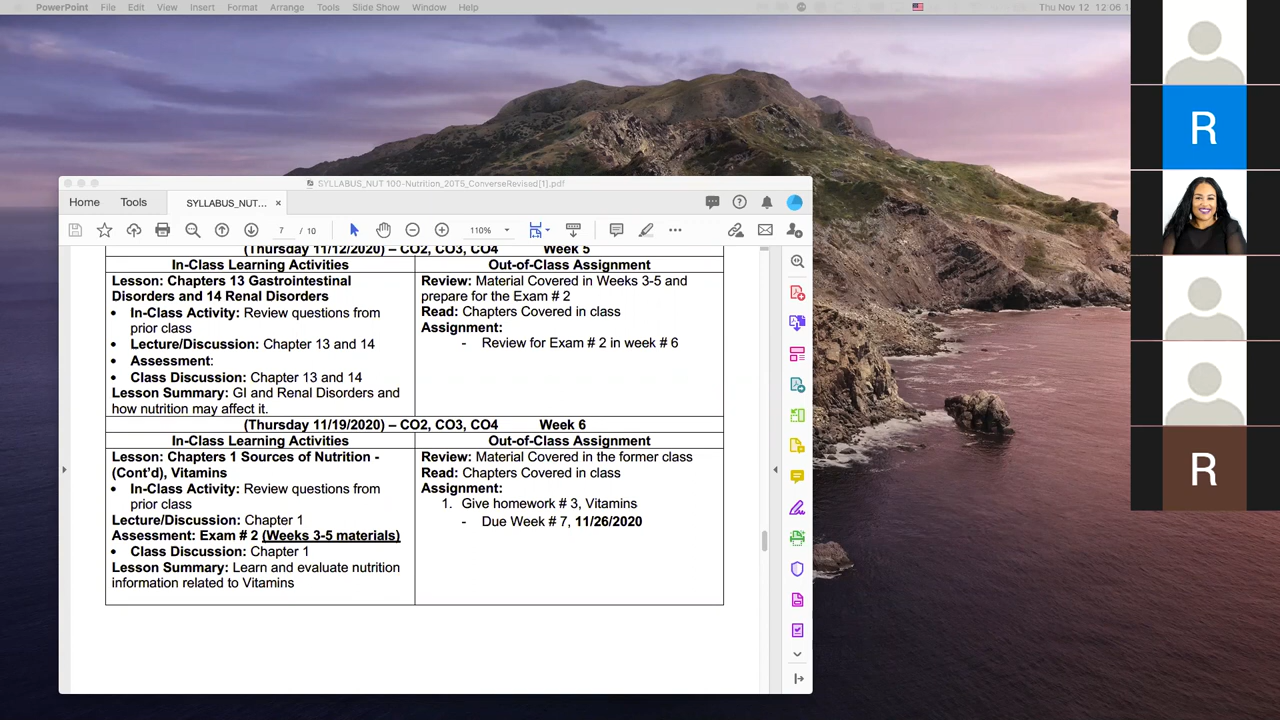 PowerPoint File Edit View Insert Format Arrange Tools Slide Show Window Help Thu Nov 12 12:06
R
SYLLABUS_NUT 100-Nutrition_20T5_ConverseRevised[1].pdf
Home Tools SYLLABUS_NUT... ×
7 / 10 110%
(Thursday 11/12/2020) – CO2, CO3, CO4 Week 5
In-Class Learning Activities
Out-of-Class Assignment
Lesson: Chapters 13 Gastrointestinal
Disorders and 14 Renal Disorders
• In-Class Activity: Review questions from
prior class
• Lecture/Discussion: Chapter 13 and 14
• Assessment:
• Class Discussion: Chapter 13 and 14
Lesson Summary: GI and Renal Disorders and
how nutrition may affect it.
Review: Material Covered in Weeks 3-5 and
prepare for the Exam # 2
Read: Chapters Covered in class
Assignment:
- Review for Exam # 2 in week # 6
(Thursday 11/19/2020) – CO2, CO3, CO4 Week 6
In-Class Learning Activities
Out-of-Class Assignment
Lesson: Chapters 1 Sources of Nutrition -
(Cont'd), Vitamins
• In-Class Activity: Review questions from
prior class
Lecture/Discussion: Chapter 1
Assessment: Exam # 2 (Weeks 3-5 materials)
• Class Discussion: Chapter 1
Lesson Summary: Learn and evaluate nutrition
information related to Vitamins
Review: Material Covered in the former class
Read: Chapters Covered in class
Assignment:
1. Give homework # 3, Vitamins
- Due Week # 7, 11/26/2020
R